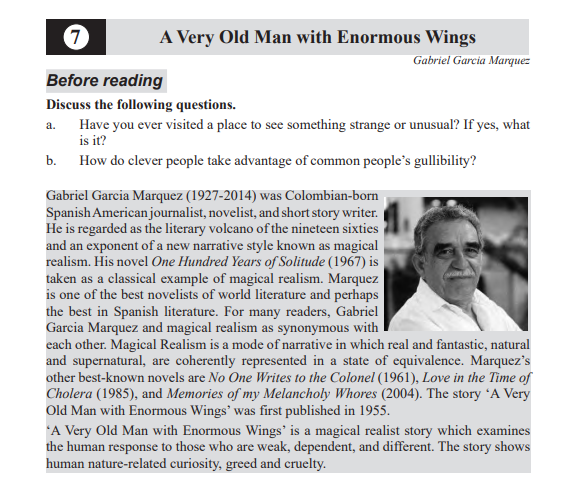 7
A Very Old Man with Enormous Wings
Gabriel Garcia Marquez
Before reading
Discuss the following questions.
a. Have you ever visited a place to see something strange or unusual? If yes, what
is it?
b. How do clever people take advantage of common people's gullibility?
Gabriel Garcia Marquez (1927-2014) was Colombian-born
Spanish American journalist, novelist, and short story writer.
He is regarded as the literary volcano of the nineteen sixties
and an exponent of a new narrative style known as magical
realism. His novel One Hundred Years of Solitude (1967) is
taken as a classical example of magical realism. Marquez
is one of the best novelists of world literature and perhaps
the best in Spanish literature. For many readers, Gabriel
Garcia Marquez and magical realism as synonymous with
each other. Magical Realism is a mode of narrative in which real and fantastic, natural
and supernatural, are coherently represented in a state of equivalence. Marquez's
other best-known novels are No One Writes to the Colonel (1961), Love in the Time of
Cholera (1985), and Memories of my Melancholy Whores (2004). The story 'A Very
Old Man with Enormous Wings' was first published in 1955.
'A Very Old Man with Enormous Wings' is a magical realist story which examines
the human response to those who are weak, dependent, and different. The story shows
human nature-related curiosity, greed and cruelty.